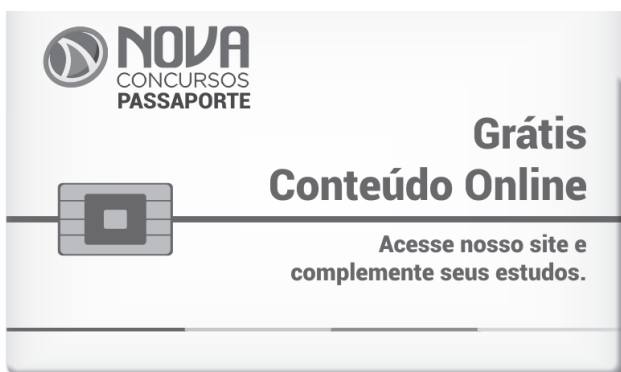 NOVA
CONCURSOS
PASSAPORTE
Grátis
Conteúdo Online
Acesse nosso site e
complemente seus estudos.